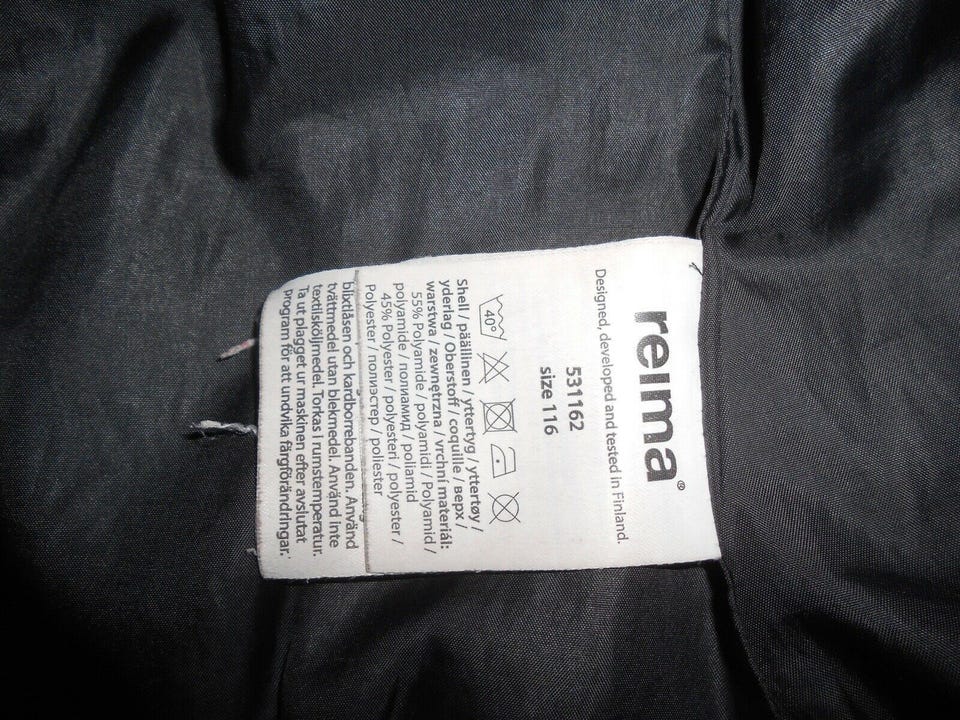 reima®
Designed, developed and tested in Finland.
531162
size 116
40°
Shell / päällinen / yttertyg / yttertøy /
yderlag / Oberstoff / coquille / верх /
warstwa / zewnętrzna / vrchní materiál:
55% Polyamide / polyamidi / Polyamid /
polyamide / полиамид / poliamid
45% Polyester / polyesteri / polyester /
Polyester / полиэстер / poliester
blixtlåsen och kardborrebanden. Använd
tvättmedel utan blekmedel. Använd inte
textilsköljmedel. Torkas I rumstemperatur.
Ta ut plagget ur maskinen efter avslutat
program för att undvika färgförändringar.